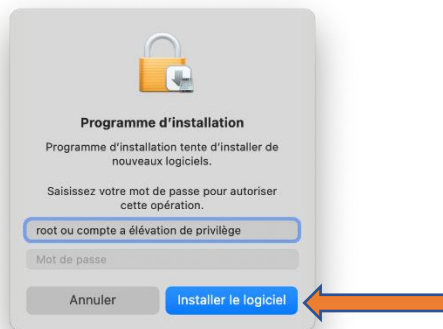 Programme d'installation
Programme d'installation tente d'installer de
nouveaux logiciels.
Saisissez votre mot de passe pour autoriser
cette opération.
root ou compte a élévation de privilège
Mot de passe
Annuler
Installer le logiciel